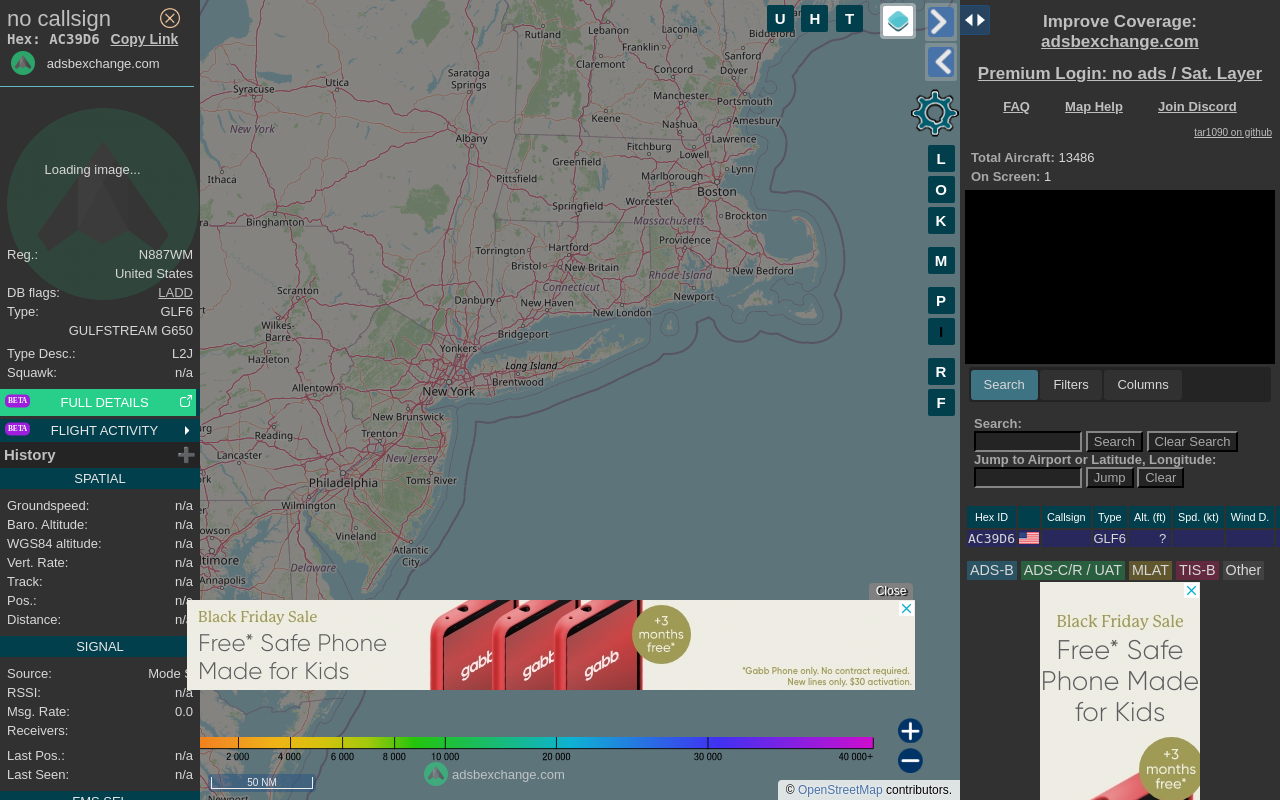 no callsign
Hex: AC39D6 Copy Link
adsbexchange.com
Loading image...
Reg.: N887WM
United States
DB flags: LADD
Type: GLF6
GULFSTREAM G650
Type Desc.: L2J
Squawk: n/a
BETA FULL DETAILS
BETA FLIGHT ACTIVITY
History
SPATIAL
Groundspeed: n/a
Baro. Altitude: n/a
WGS84 altitude: n/a
Vert. Rate: n/a
Track: n/a
Pos.: n/a
Distance: n/a
SIGNAL
Source: Mode S
RSSI: n/a
Msg. Rate: 0.0
Receivers:
Last Pos.: n/a
Last Seen: n/a
FMS SEL
U H T
L
O
K
M
P
I
R
F
Rutland
Lebanon
Laconia
Biddeford
Franklin
Sanford
Claremont
Concord
Dover
Saratoga
Springs
Utica
Syracuse
Manchester
Portsmouth
Keene
Nashua
Amesbury
New York
Albany
Lawrence
Fitchburg
Lowell
Greenfield
Lynn
Ithaca
Pittsfield
Marlborough
Boston
Springfield
Worcester
Binghamton
Massachusetts
Brockton
Torrington
Hartford
Providence
Bristol
New Britain
Rhode Island
New Bedford
Scranton
Connecticut
Danbury
New Haven
Newport
New London
Wilkes-
Barre
Bridgeport
Hazleton
Yonkers
Long Island
Allentown
New York
Brentwood
New Brunswick
Reading
Trenton
Lancaster
New Jersey
Philadelphia
Toms River
Wilmington
Vineland
Atlantic
City
Annapolis
Delaware
Close
Black Friday Sale
Free* Safe Phone
Made for Kids
gabb gabb gabb
+3
months
free*
*Gabb Phone only. No contract required.
New lines only. $30 activation.
2 000 4 000 6 000 8 000 10 000 20 000 30 000 40 000+
adsbexchange.com
50 NM
Newport
© OpenStreetMap contributors.
Improve Coverage:
adsbexchange.com
Premium Login: no ads / Sat. Layer
FAQ Map Help Join Discord
tar1090 on github
Total Aircraft: 13486
On Screen: 1
Search Filters Columns
Search:
Search Clear Search
Jump to Airport or Latitude, Longitude:
Jump Clear
Hex ID Callsign Type Alt. (ft) Spd. (kt) Wind D.
AC39D6 GLF6 ?
ADS-B ADS-C/R / UAT MLAT TIS-B Other
Black Friday Sale
Free* Safe
Phone Made
for Kids
+3
months
free*